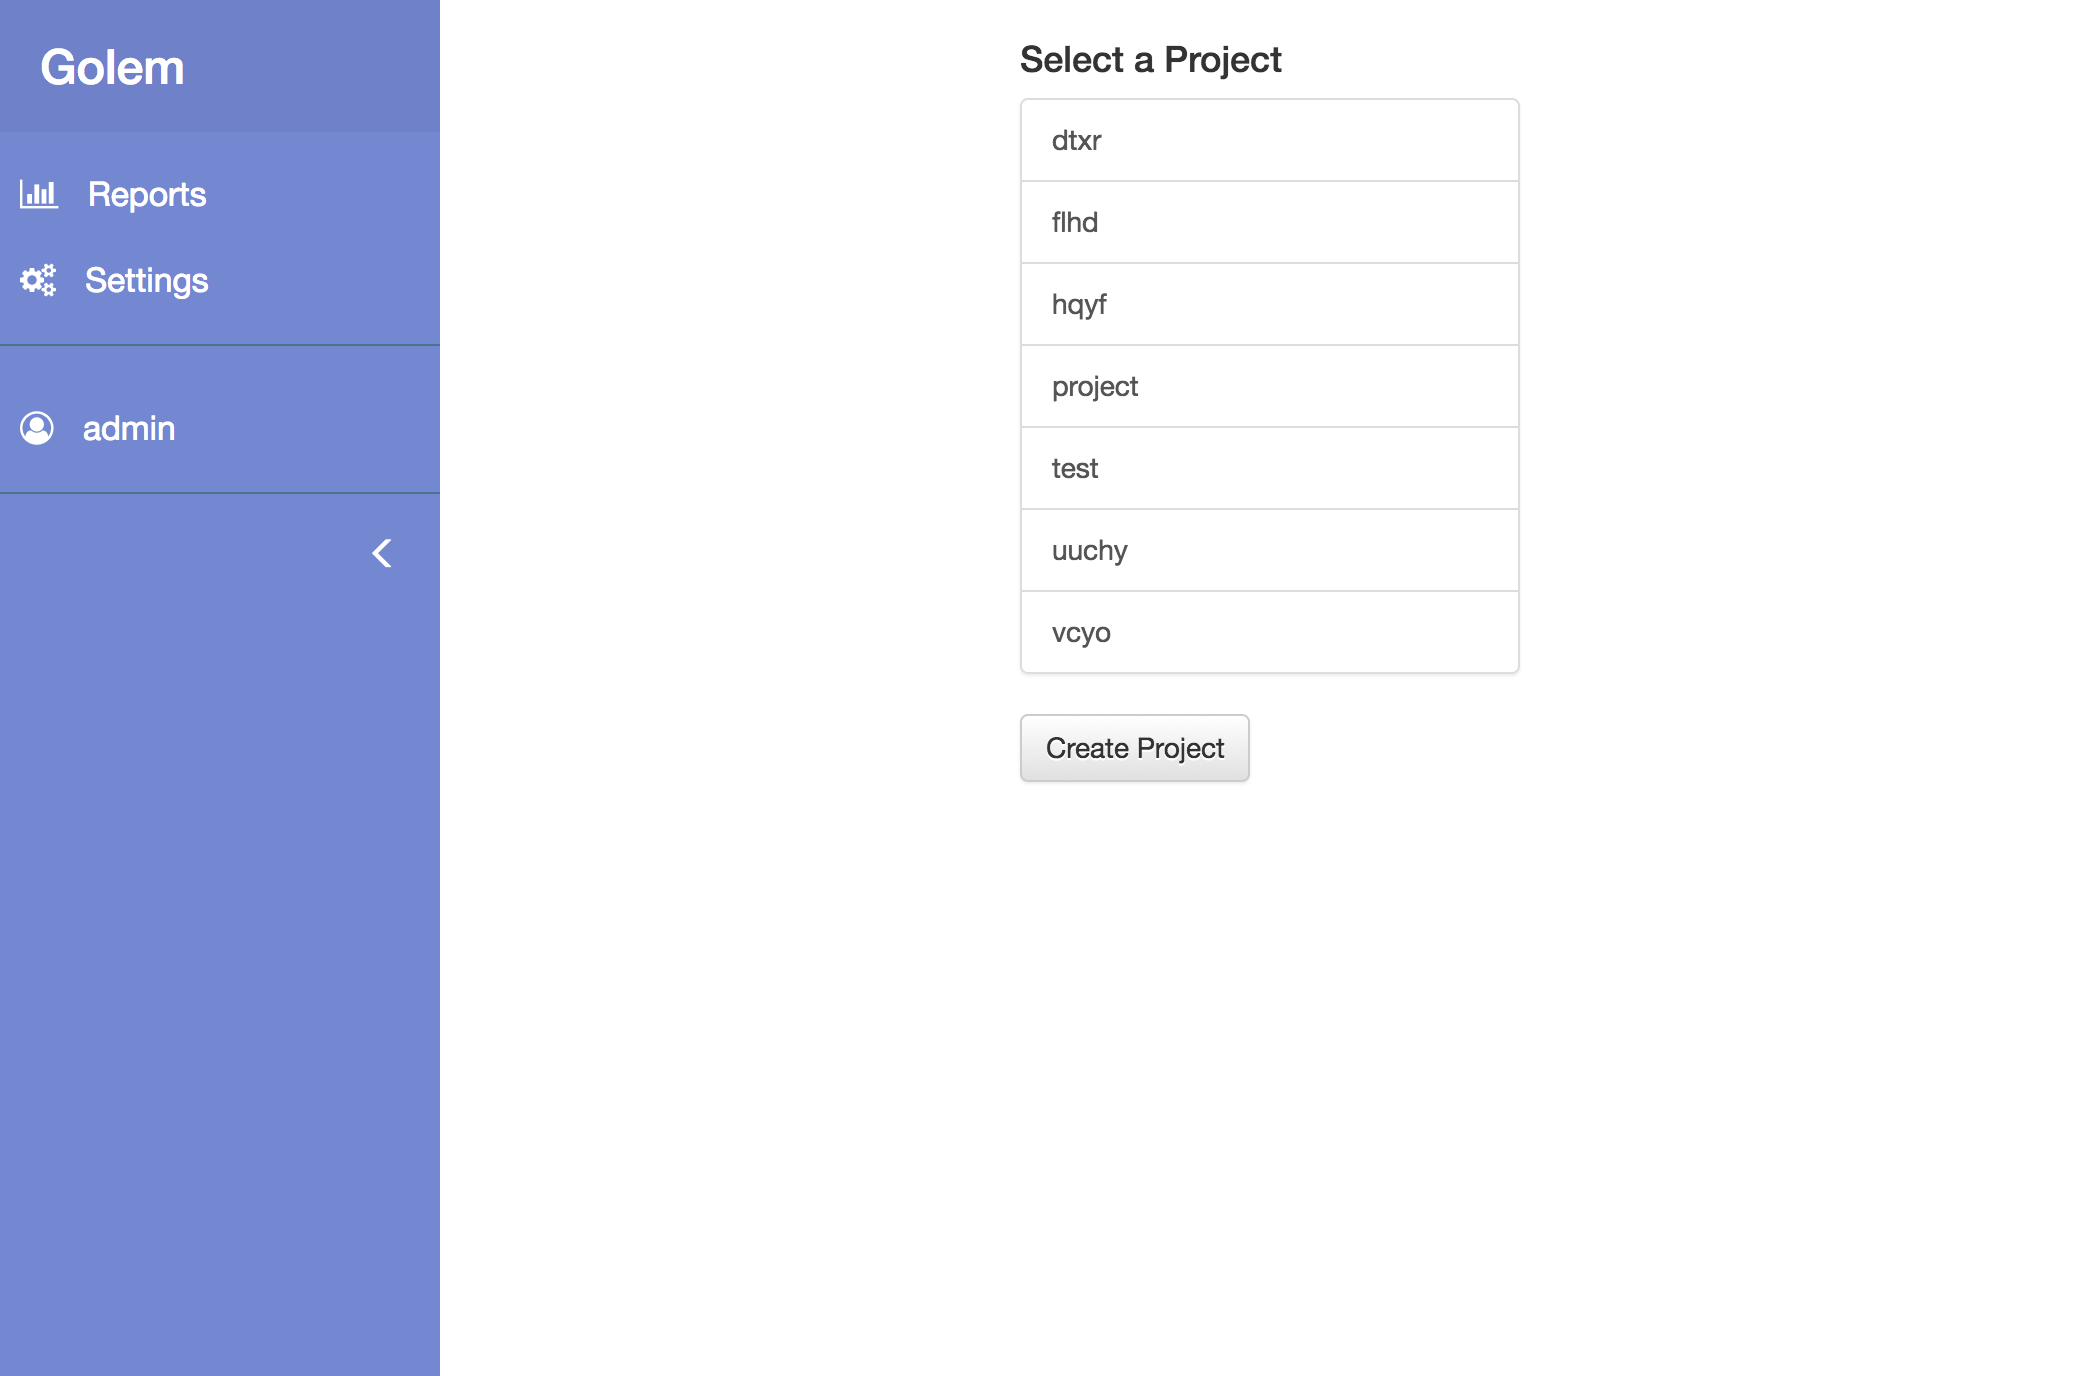 Golem
Reports
Settings
admin
Select a Project
dtxr
flhd
hqyf
project
test
uuchy
vcyo
Create Project